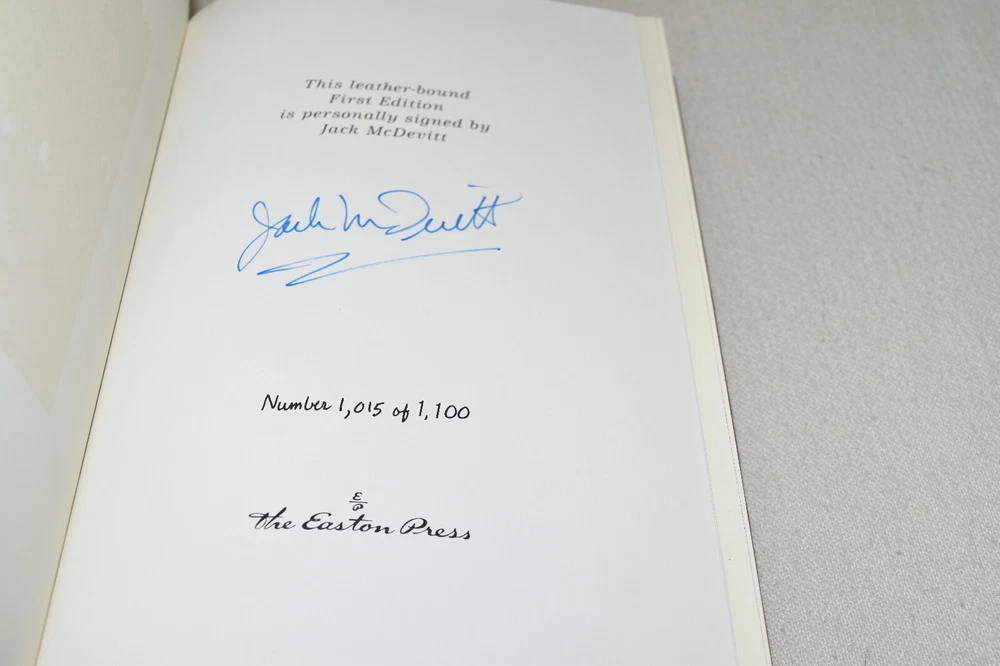 This leather-bound
First Edition
is personally signed by
Jack McDevitt
Jack McDevitt
Number 1,015 of 1,100
E
P
the Easton Press